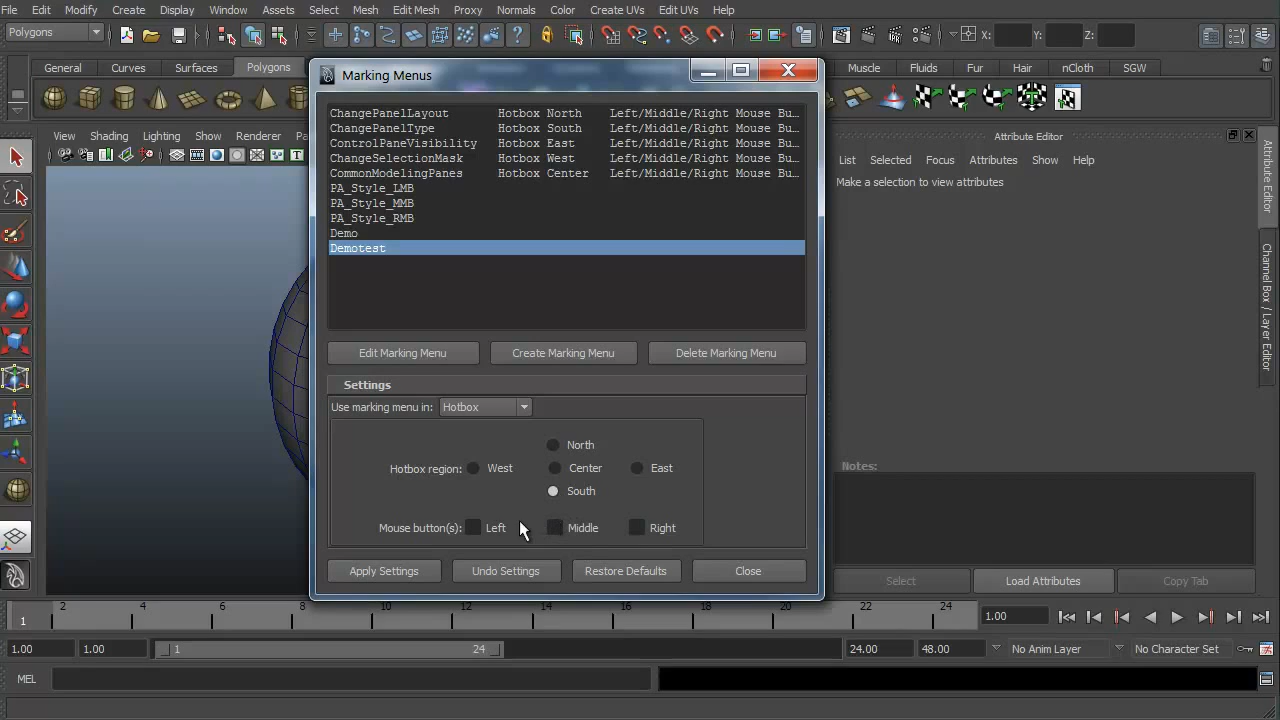 File Edit Modify Create Display Window Assets Select Mesh Edit Mesh Proxy Normals Color Create UVs Edit UVs Help
Polygons X: Y: Z:
General Curves Surfaces Polygons Muscle Fluids Fur Hair nCloth SGW
Marking Menus
View Shading Lighting Show Renderer Pa
ChangePanelLayout Hotbox North Left/Middle/Right Mouse Bu...
ChangePanelType Hotbox South Left/Middle/Right Mouse Bu...
ControlPaneVisibility Hotbox East Left/Middle/Right Mouse Bu...
ChangeSelectionMask Hotbox West Left/Middle/Right Mouse Bu...
CommonModelingPanes Hotbox Center Left/Middle/Right Mouse Bu...
PA_Style_LMB
PA_Style_MMB
PA_Style_RMB
Demo
Demotest
Edit Marking Menu Create Marking Menu Delete Marking Menu
Settings
Use marking menu in: Hotbox
North
Hotbox region: West Center East
South
Mouse button(s): Left Middle Right
Apply Settings Undo Settings Restore Defaults Close
Attribute Editor
List Selected Focus Attributes Show Help
Make a selection to view attributes
Notes:
Select Load Attributes Copy Tab
Attribute Editor
Channel Box / Layer Editor
1 2 4 6 8 10 12 14 16 18 20 22 24 1.00
1.00 1.00 1 24 24.00 48.00 No Anim Layer No Character Set
MEL